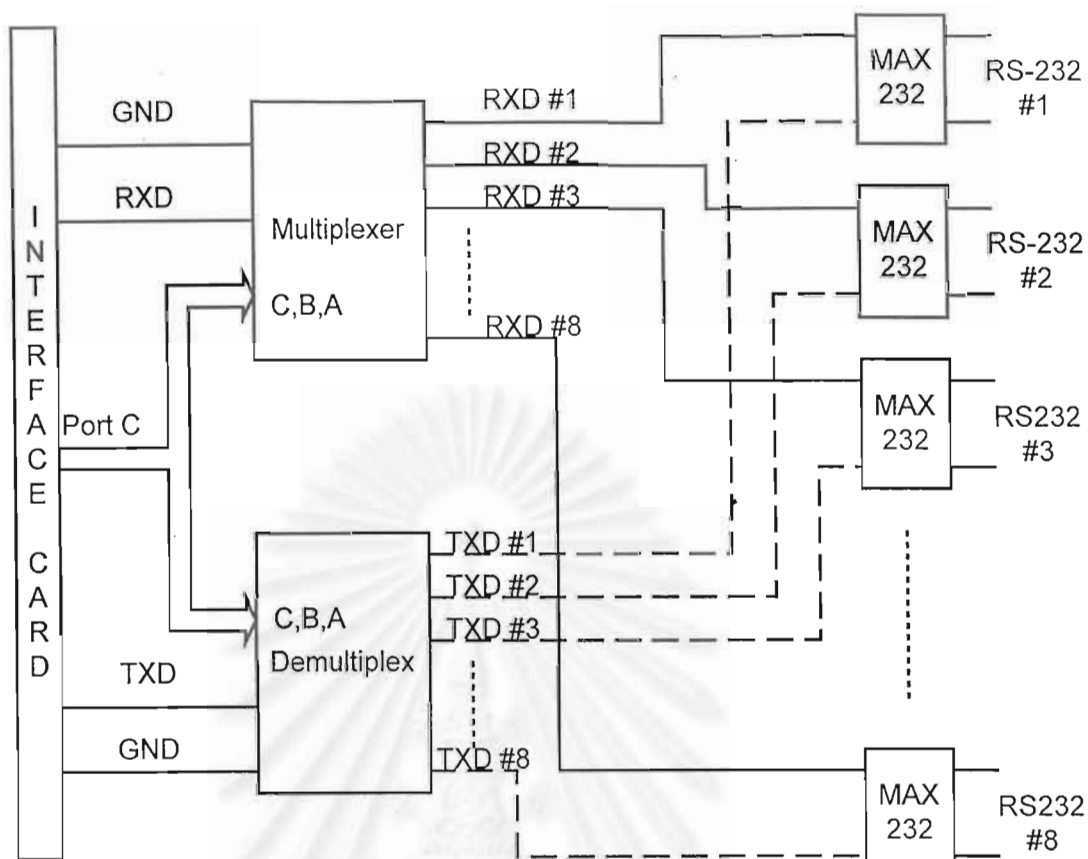 INTERFACE CARD
GND
RXD
Port C
TXD
GND
Multiplexer
C,B,A
C,B,A
Demultiplex
RXD #1
RXD #2
RXD #3
RXD #8
TXD #1
TXD #2
TXD #3
TXD #8
MAX
232
RS-232
#1
MAX
232
RS-232
#2
MAX
232
RS232
#3
MAX
232
RS232
#8